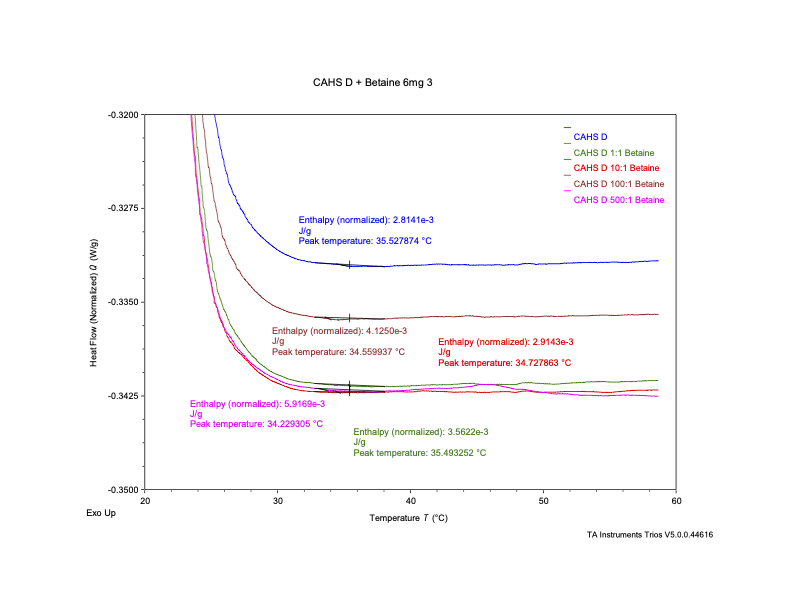 CAHS D + Betaine 6mg 3
-0.3200
-0.3275
-0.3350
-0.3425
-0.3500
Heat Flow (Normalized) Q (W/g)
CAHS D
CAHS D 1:1 Betaine
CAHS D 10:1 Betaine
CAHS D 100:1 Betaine
CAHS D 500:1 Betaine
Enthalpy (normalized): 2.8141e-3
J/g
Peak temperature: 35.527874 °C
Enthalpy (normalized): 4.1250e-3
J/g
Peak temperature: 34.559937 °C
Enthalpy (normalized): 2.9143e-3
J/g
Peak temperature: 34.727863 °C
Enthalpy (normalized): 5.9169e-3
J/g
Peak temperature: 34.229305 °C
Enthalpy (normalized): 3.5622e-3
J/g
Peak temperature: 35.493252 °C
20 30 40 50 60
Exo Up
Temperature T (°C)
TA Instruments Trios V5.0.0.44616